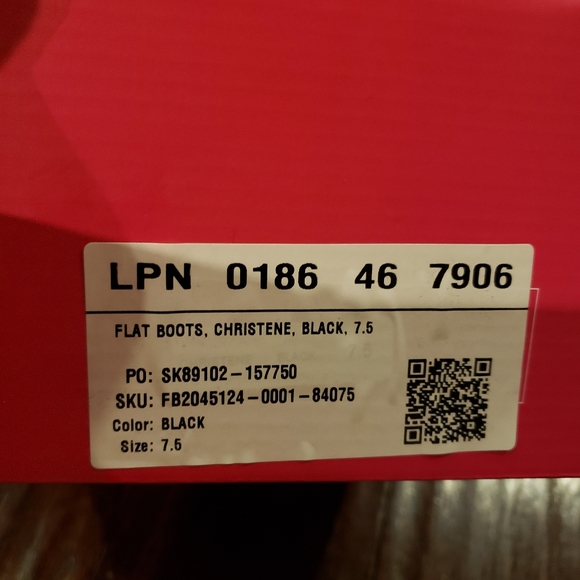 LPN 0186 46 7906
FLAT BOOTS, CHRISTENE, BLACK, 7.5
PO: SK89102-157750
SKU: FB2045124-0001-84075
Color: BLACK
Size: 7.5